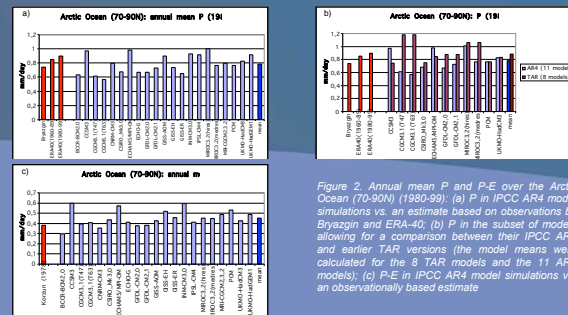 a)
Arctic Ocean (70-90N): annual mean P (198
mm/day
1,2
1
0,8
0,6
0,4
0,2
0
Bryazgin
ERA40(1960-89
ERA40(1980-99
BCCR-BCM2.0
CCSM3
CGCM3.1(T47
CGCM3.1(T63
CNRM-CM3
CSIRO_Mk3.0
ECHAM5/MPI-OM
ECHO-G
GFDL-CM2.0
GFDL-CM2.1
GISS-AOM
GISS-EH
GISS-ER
INM-CM3.0
IPSL-CM4
MIROC3.2(hires
MIROC3.2(medres
MRI-CGCM2.3.2
PCM
UKMO-HadCM3
UKMO-HadGEM1
mean
b)
Arctic Ocean (70-90N): P (198
mm/day
1,2
1
0,8
0,6
0,4
0,2
0
AR4 (11 model
TAR (8 models
Bryazgin
ERA40(1960-89
ERA40(1980-99
CCSM3
CGCM3.1(T47
CGCM3.1(T63
CSIRO_Mk3.0
ECHAM5/MPI-OM
GFDL-CM2.0
GFDL-CM2.1
MIROC3.2(hires
MIROC3.2(medres
PCM
UKMO-HadCM3
mean
c)
Arctic Ocean (70-90N): annual m
mm/day
0,7
0,6
0,5
0,4
0,3
0,2
0,1
0
Korzun (197
BCCR-BCM2.0
CCSM3
CGCM3.1(T47
CGCM3.1(T63
CNRMCM3
CSIRO_Mk3.0
ECHAM5/MPI-OM
ECHO-G
GFDL-CM2.0
GFDL-CM2.1
GISS-AOM
GISS-EH
GISS-ER
INMCM3.0
IPSL-CM4
MIROC3.2(hires
MIROC3.2(medres
MRI-CGCM2.3.2
PCM
UKMO-HadCM3
UKMO-HadGEM1
mean
Figure 2. Annual mean P and P-E over the Arct
Ocean (70-90N) (1980-99): (a) P in IPCC AR4 mode
simulations vs. an estimate based on observations b
Bryazgin and ERA-40; (b) P in the subset of mode
allowing for a comparison between their IPCC AR
and earlier TAR versions (the model means wer
calculated for the 8 TAR models and the 11 AR
models); (c) P-E in IPCC AR4 model simulations v
an observationally based estimate